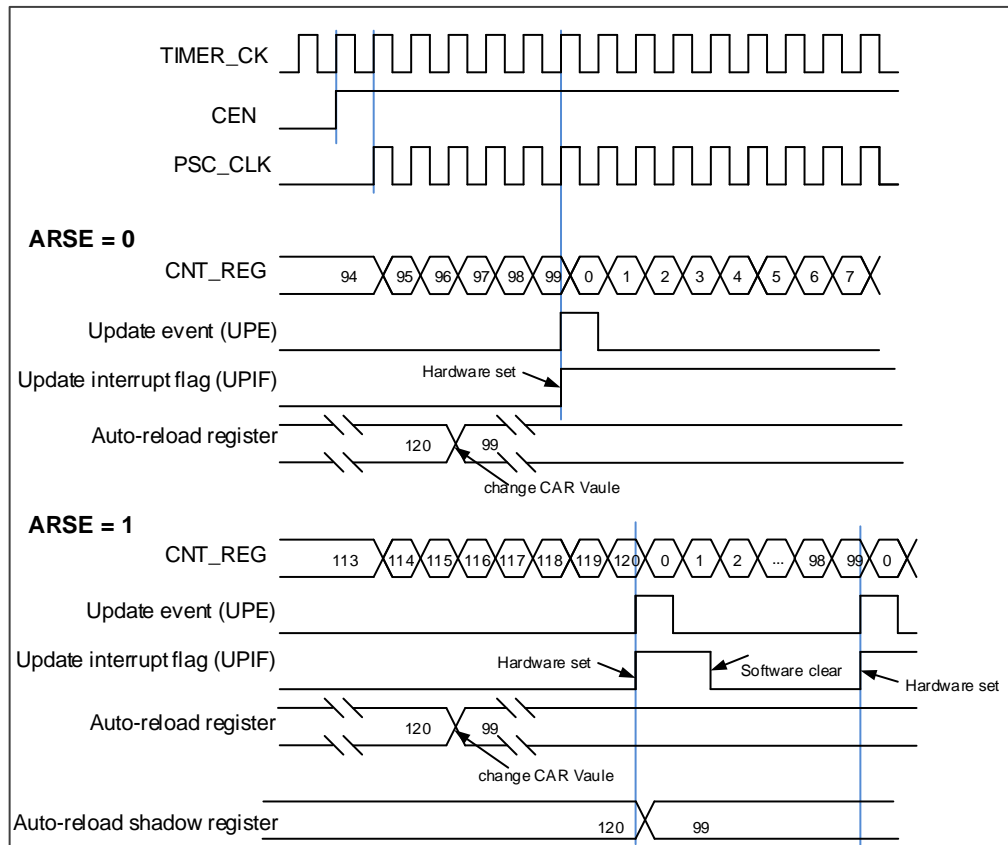 TIMER_CK
CEN
PSC_CLK
ARSE = 0
CNT_REG 94 95 96 97 98 99 0 1 2 3 4 5 6 7
Update event (UPE)
Hardware set
Update interrupt flag (UPIF)
Auto-reload register 120 99
change CAR Vaule
ARSE = 1
CNT_REG 113 114 115 116 117 118 119 120 0 1 2 ... 98 99 0
Update event (UPE)
Update interrupt flag (UPIF) Hardware set Software clear Hardware set
Auto-reload register 120 99
change CAR Vaule
Auto-reload shadow register 120 99